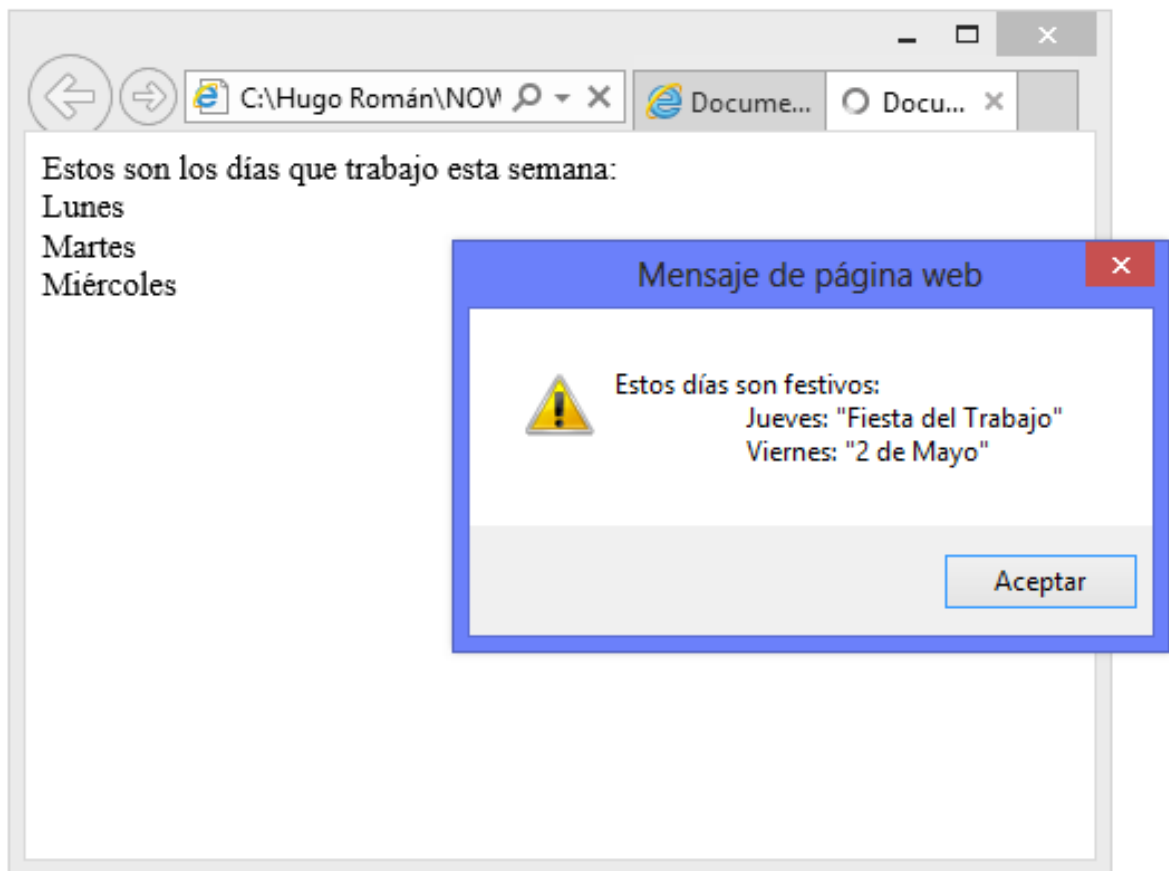 C:\Hugo Román\NOW
Docume...
Docu...
Estos son los días que trabajo esta semana:
Lunes
Martes
Miércoles
Mensaje de página web
Estos días son festivos:
Jueves: "Fiesta del Trabajo"
Viernes: "2 de Mayo"
Aceptar